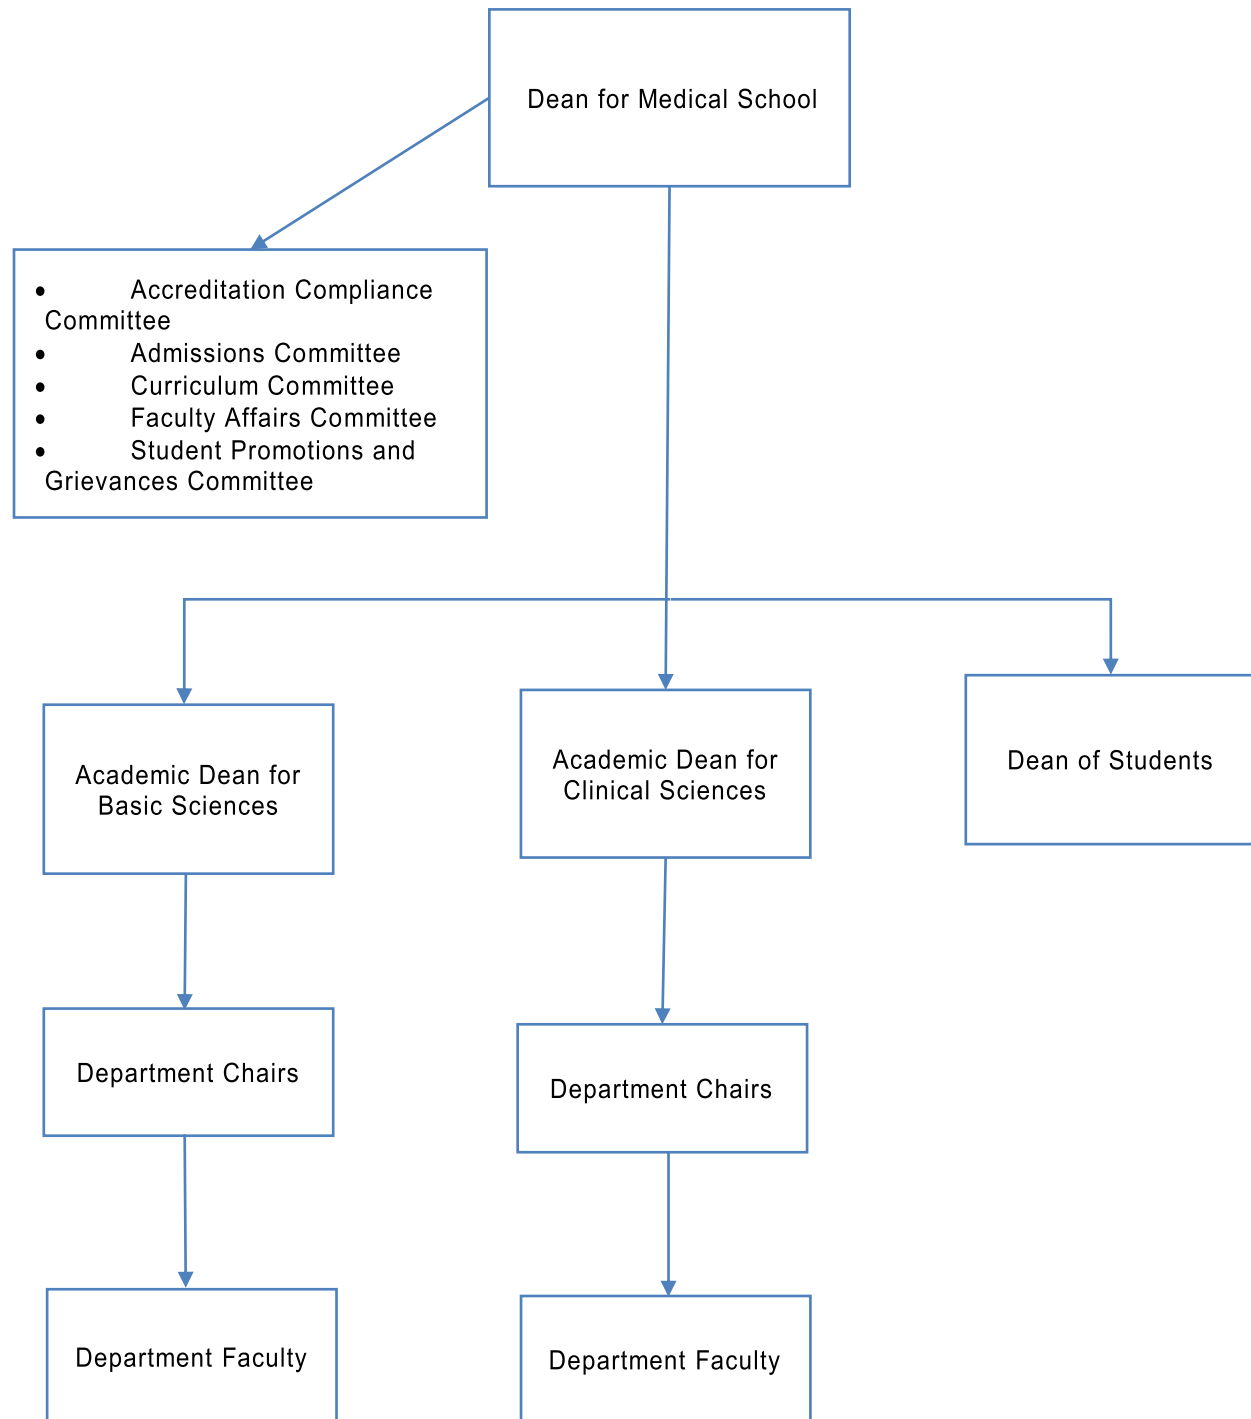 Dean for Medical School
• Accreditation Compliance
Committee
• Admissions Committee
• Curriculum Committee
• Faculty Affairs Committee
• Student Promotions and
Grievances Committee
Academic Dean for
Basic Sciences
Academic Dean for
Clinical Sciences
Dean of Students
Department Chairs
Department Chairs
Department Faculty
Department Faculty